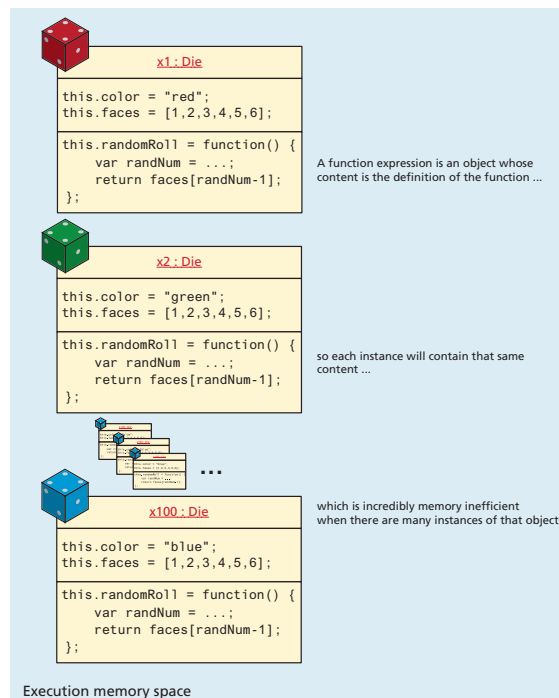 x1 : Die
this.color = "red";
this.faces = [1,2,3,4,5,6];
this.randomRoll = function() {
var randNum = ...;
return faces[randNum-1];
};
A function expression is an object whose
content is the definition of the function ...
x2 : Die
this.color = "green";
this.faces = [1,2,3,4,5,6];
this.randomRoll = function() {
var randNum = ...;
return faces[randNum-1];
};
so each instance will contain that same
content ...
...
x100 : Die
this.color = "blue";
this.faces = [1,2,3,4,5,6];
this.randomRoll = function() {
var randNum = ...;
return faces[randNum-1];
};
which is incredibly memory inefficient
when there are many instances of that object
Execution memory space